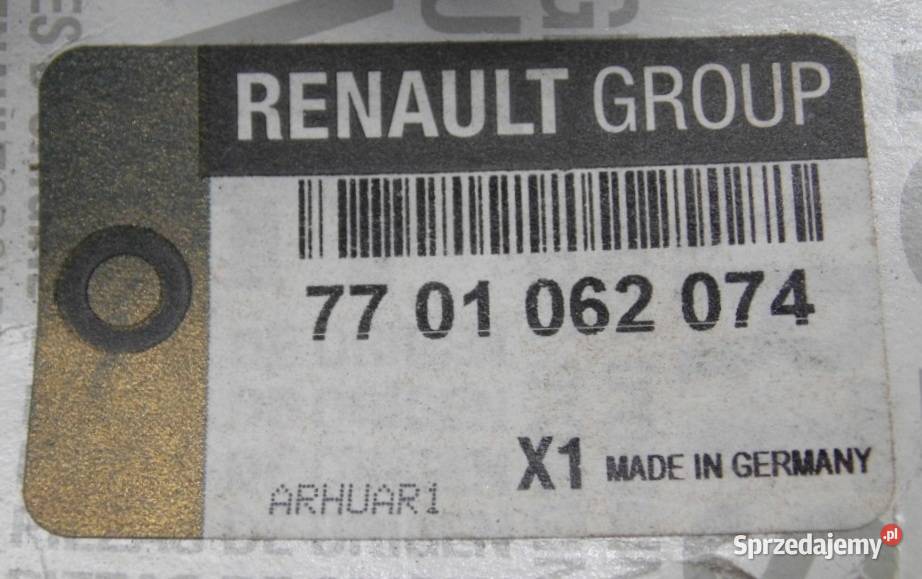 RENAULT GROUP
77 01 062 074
X1 MADE IN GERMANY
ARHUAR1
Sprzedajemy.pl